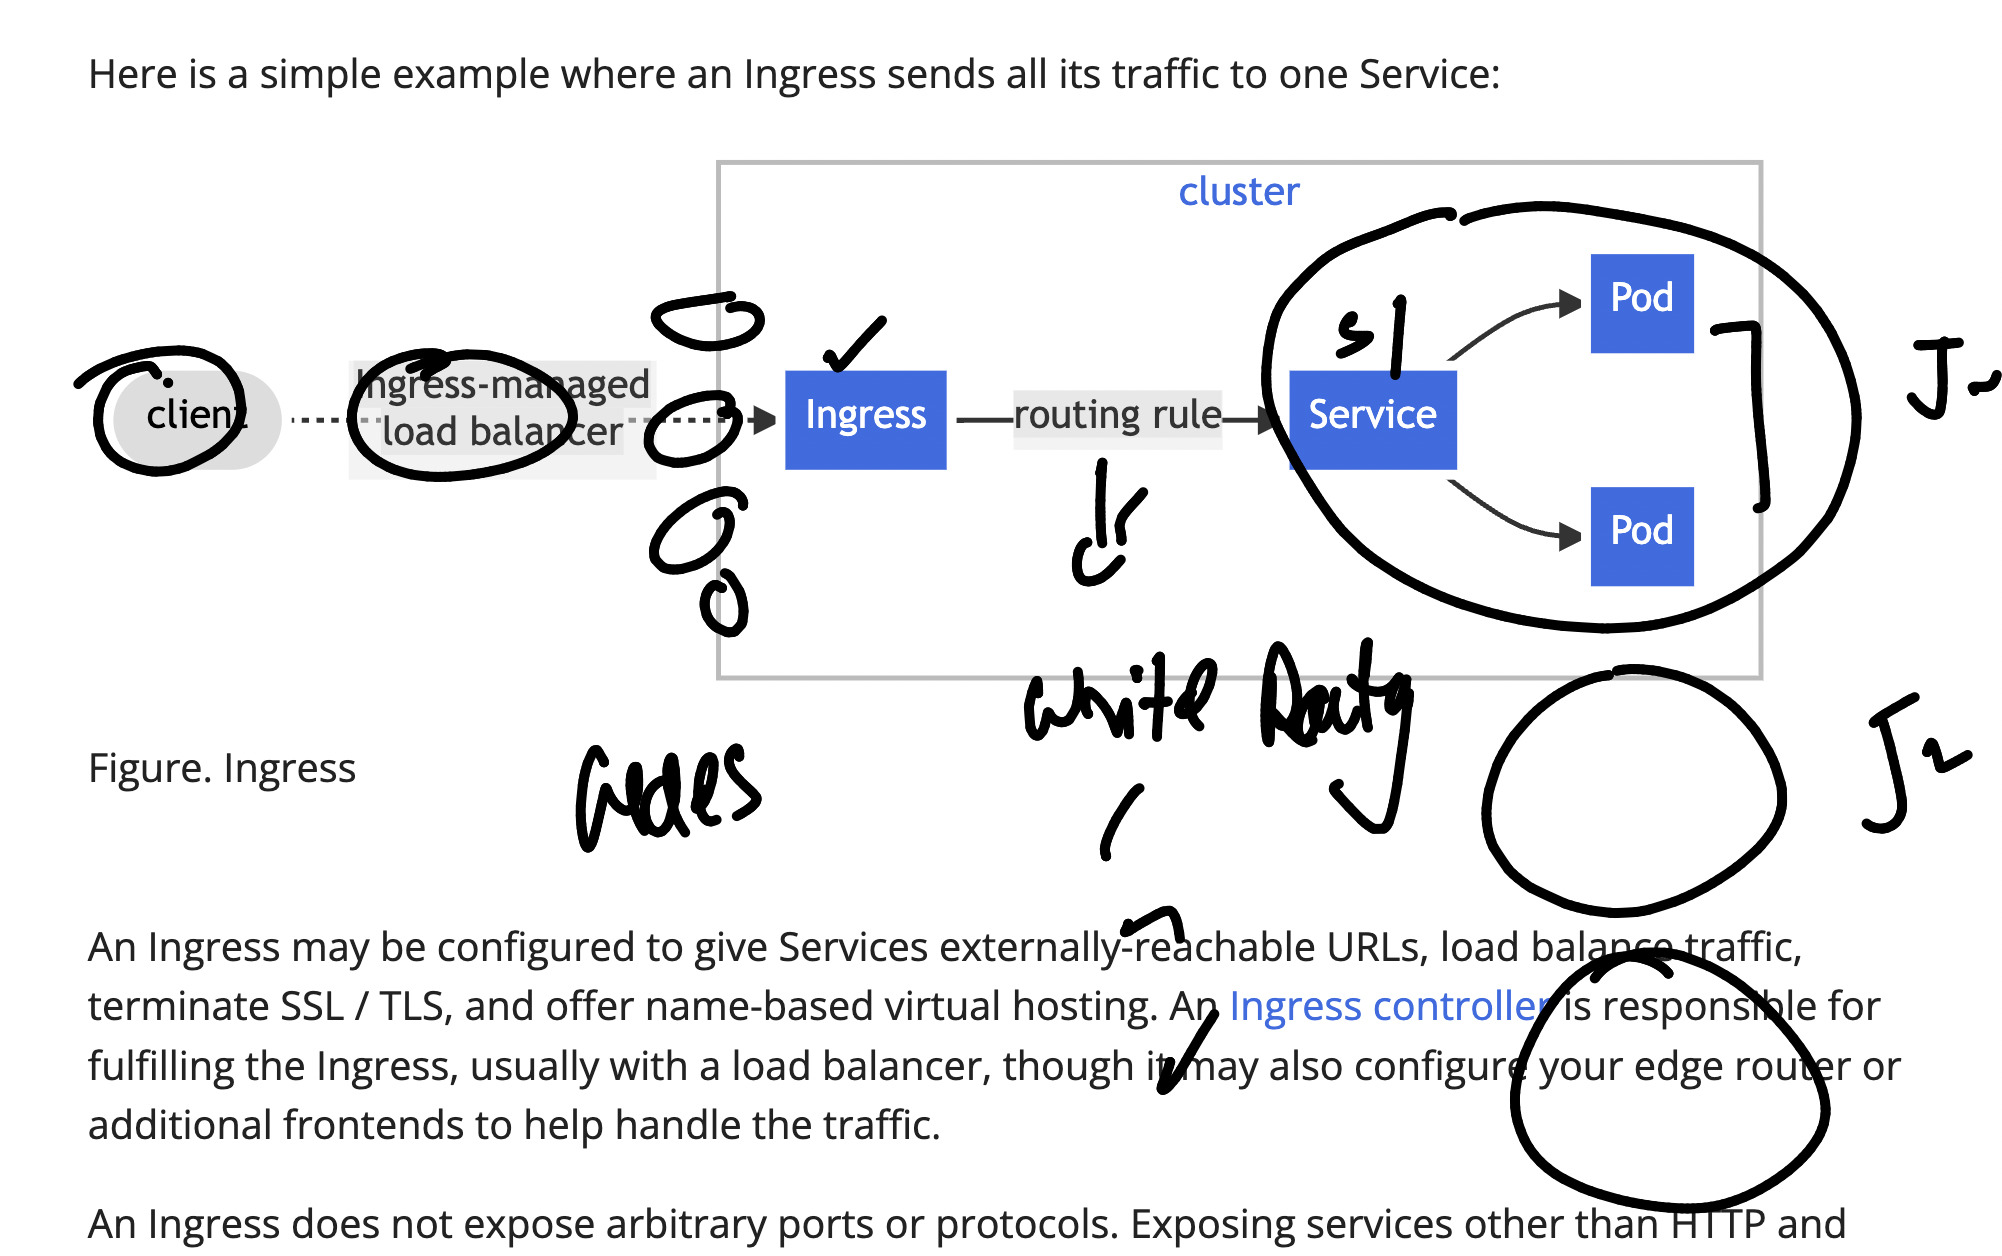 Here is a simple example where an Ingress sends all its traffic to one Service:
cluster
client
Ingress-managed
load balancer
Ingress
routing rule
S1
Service
Pod
Pod
Figure. Ingress
An Ingress may be configured to give Services externally-reachable URLs, load balance traffic,
terminate SSL / TLS, and offer name-based virtual hosting. An Ingress controller is responsible for
fulfilling the Ingress, usually with a load balancer, though it may also configure your edge router or
additional frontends to help handle the traffic.
An Ingress does not expose arbitrary ports or protocols. Exposing services other than HTTP and